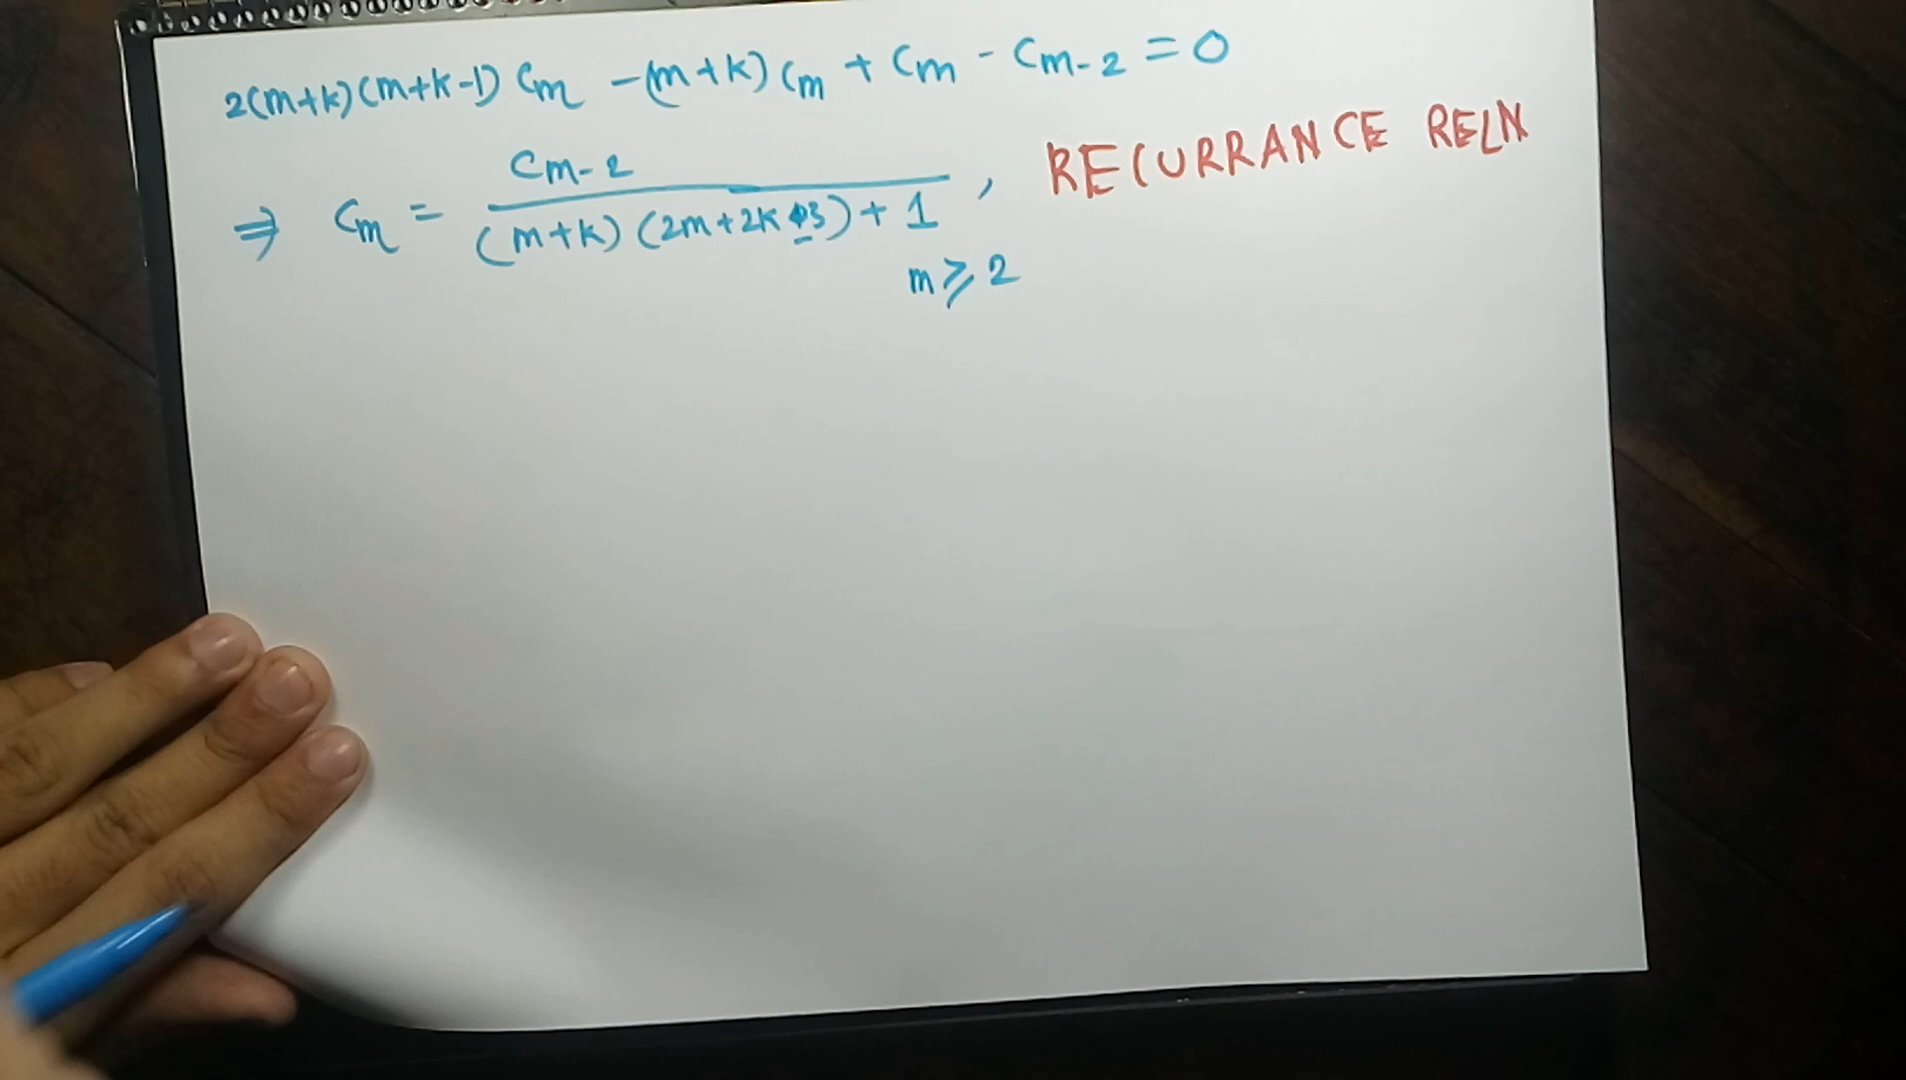 2(m+k)(m+k-1) Cm - (m+k) Cm + Cm - Cm-2 = 0
Cm-2
⇒ Cm = ———, RECURRANCE RELN
(m+k) (2m+2k-3) + 1
m ≥ 2